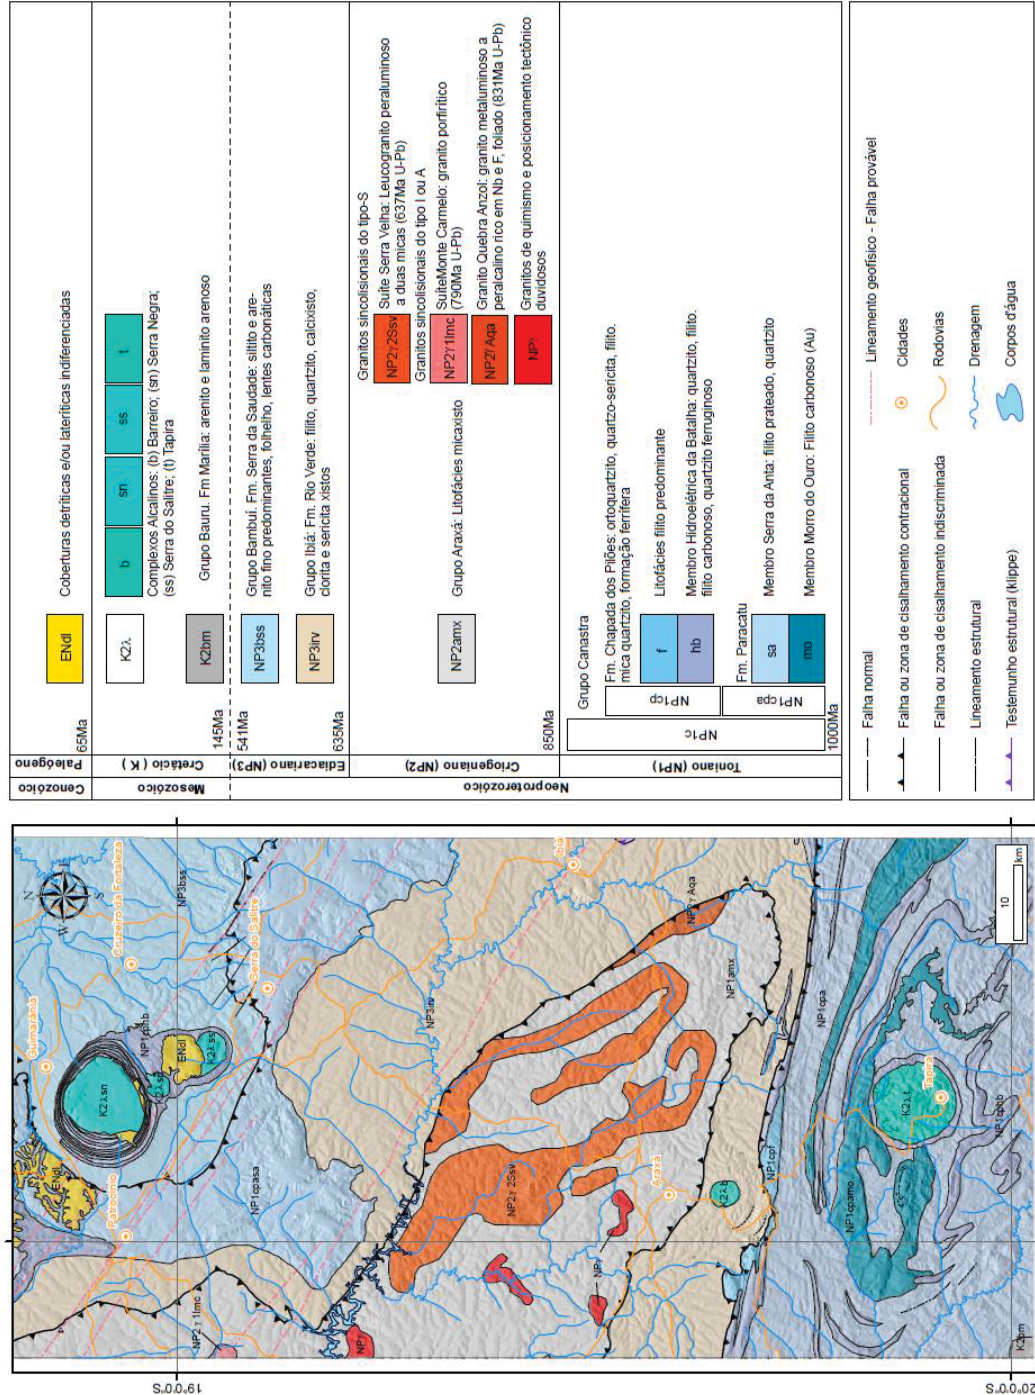 Guimarânia
Cruzeiro da Fortaleza
N
S
W
NP3bss
ENdl
K2λsn
NP1cphb
K2λsn
ENdl
K2λss
Patrocínio
Serra do Salitre
19°0'0"S
NP1cpasa
NP3irv
NP2γ1Imc
NPγ
NP2γ2Ssv
Ibiá
NP2γAqa
NP1amx
NPγ
Araxá
K2λb
NP1cpf
NP1cpa
NP1cpamo
K2λt
Tapira
NP1cphb
K2bm
10
km
20°0'0"S
Cenozóico
Paleógeno
Mesozóico
Cretácio ( K )
Neoproterozóico
Ediacariano (NP3)
Criogeniano (NP2)
Toniano (NP1)
65Ma
145Ma
541Ma
635Ma
850Ma
1000Ma
ENdl
Coberturas detríticas e/ou lateríticas indiferenciadas
K2λ
b
sn
ss
t
Complexos Alcalinos: (b) Barreiro; (sn) Serra Negra;
(ss) Serra do Salitre; (t) Tapira
K2bm
Grupo Bauru. Fm Marília: arenito e laminito arenoso
NP3bss
Grupo Bambuí. Fm. Serra da Saudade: siltito e are-
nito fino predominantes, folhelho, lentes carbonáticas
NP3irv
Grupo Ibiá: Fm. Rio Verde: filito, quartzito, calcixisto,
clorita e sericita xistos
NP2amx
Grupo Araxá: Litofácies micaxisto
Granitos sincolisionais do tipo-S
NP2γ2Ssv
Suíte Serra Velha: Leucogranito peraluminoso
a duas micas (637Ma U-Pb)
Granitos sincolisionais do tipo I ou A
NP2γ1Imc
SuíteMonte Carmelo: granito porfirítico
(790Ma U-Pb)
NP2γAqa
Granito Quebra Anzol: granito metaluminoso a
peralcalino rico em Nb e F, foliado (831Ma U-Pb)
NPγ
Granitos de quimismo e posicionamento tectônico
duvidosos
Grupo Canastra
NP1c
NP1cp
Fm. Chapada dos Pilões: ortoquartzito, quartzo-sericita, filito.
mica quartzito, formação ferrífera
f
Litofácies filito predominante
hb
Membro Hidroelétrica da Batalha: quartzito, filito.
filito carbonoso, quartzito ferruginoso
NP1cpa
Fm. Paracatu
sa
Membro Serra da Anta: filito prateado, quartzito
mo
Membro Morro do Ouro: Filito carbonoso (Au)
Falha normal
Falha ou zona de cisalhamento contracional
Falha ou zona de cisalhamento indiscriminada
Lineamento estrutural
Testemunho estrutural (klippe)
Lineamento geofísico - Falha provável
Cidades
Rodovias
Drenagem
Corpos d'água